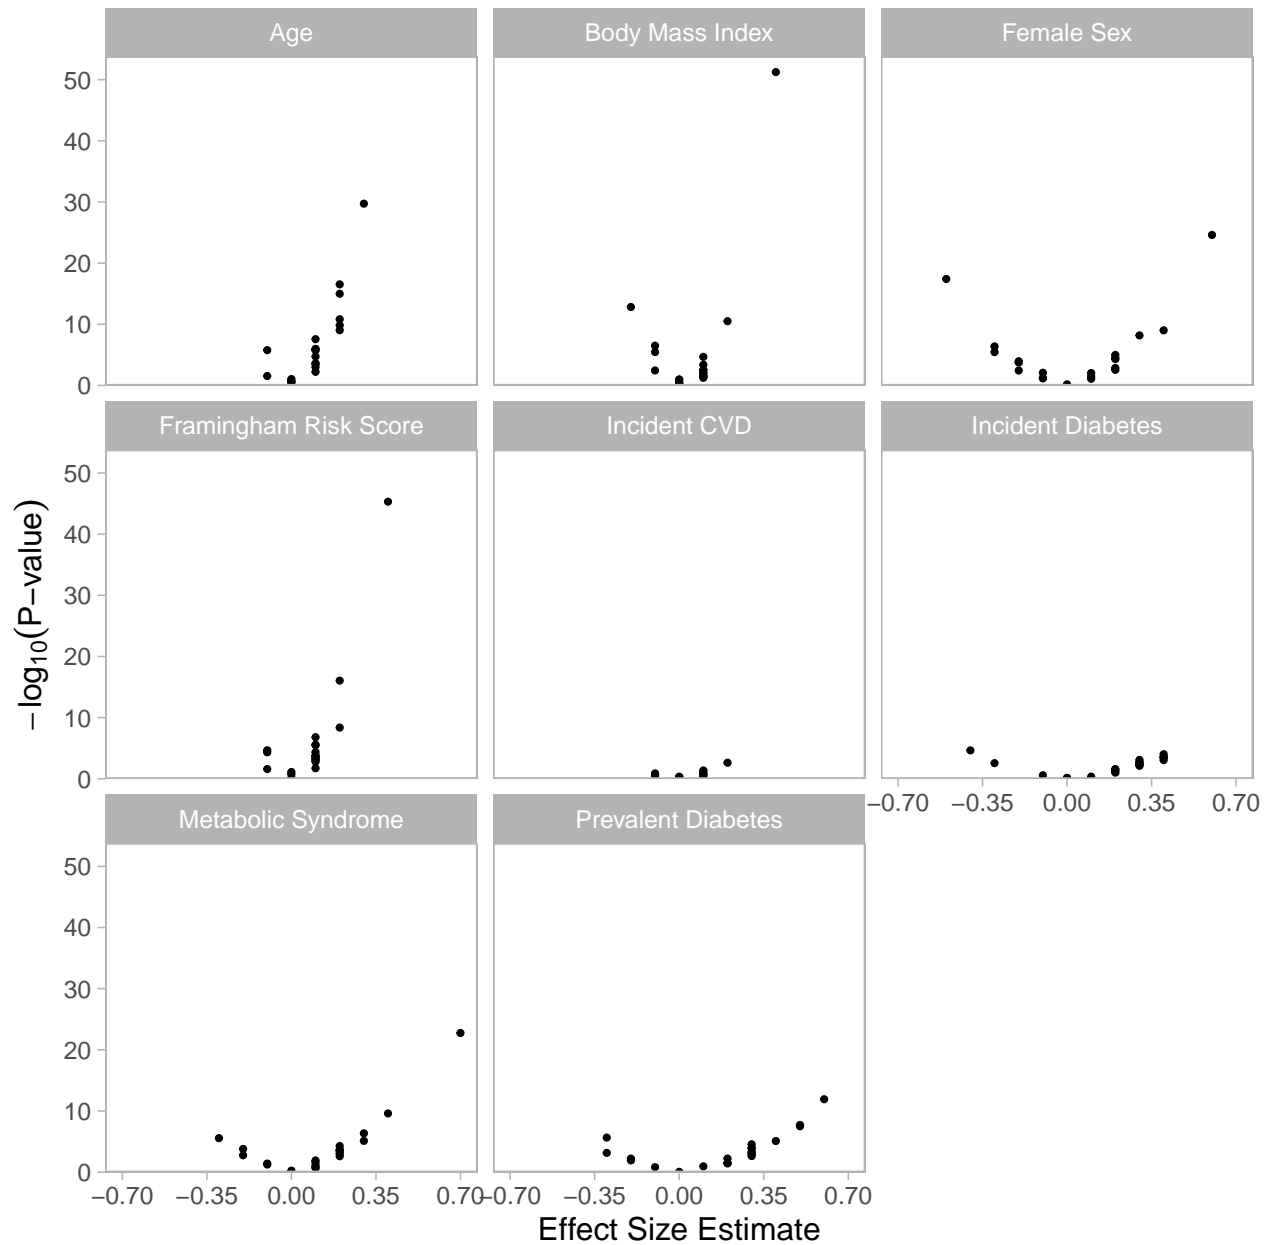 Age Body Mass Index Female Sex
50
40
30
20
10
0
Framingham Risk Score Incident CVD Incident Diabetes
50
40
30
20
10
0
−0.70 −0.35 0.00 0.35 0.70
Metabolic Syndrome Prevalent Diabetes
50
40
30
20
10
0
−0.70 −0.35 0.00 0.35 0.70 −0.70 −0.35 0.00 0.35 0.70
Effect Size Estimate
−log₁₀(P−value)